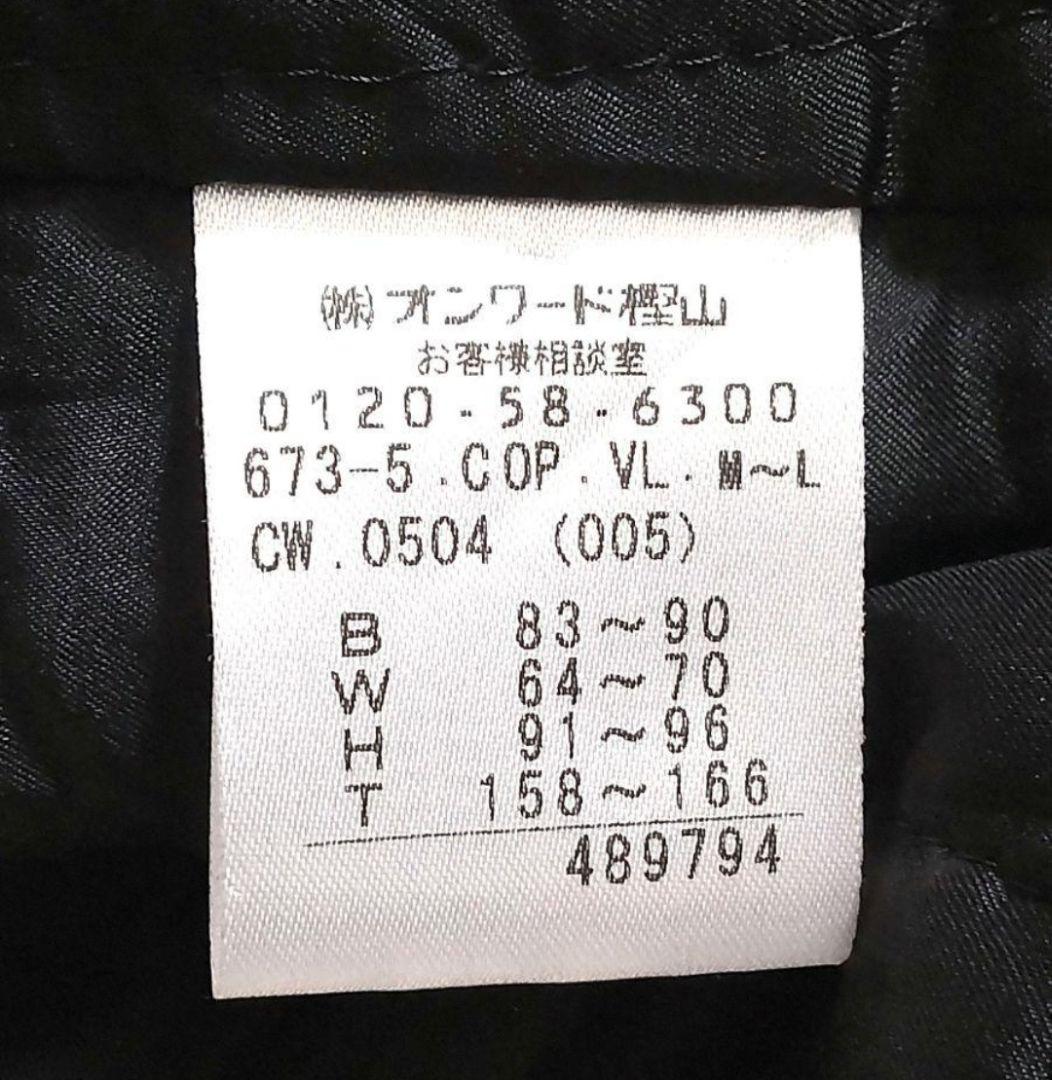 ㈱オンワード樫山
お客様相談室
0120-58-6300
673-5.COP.VL.M～L
CW.0504 (005)
B 83～90
W 64～70
H 91～96
T 158～166
489794